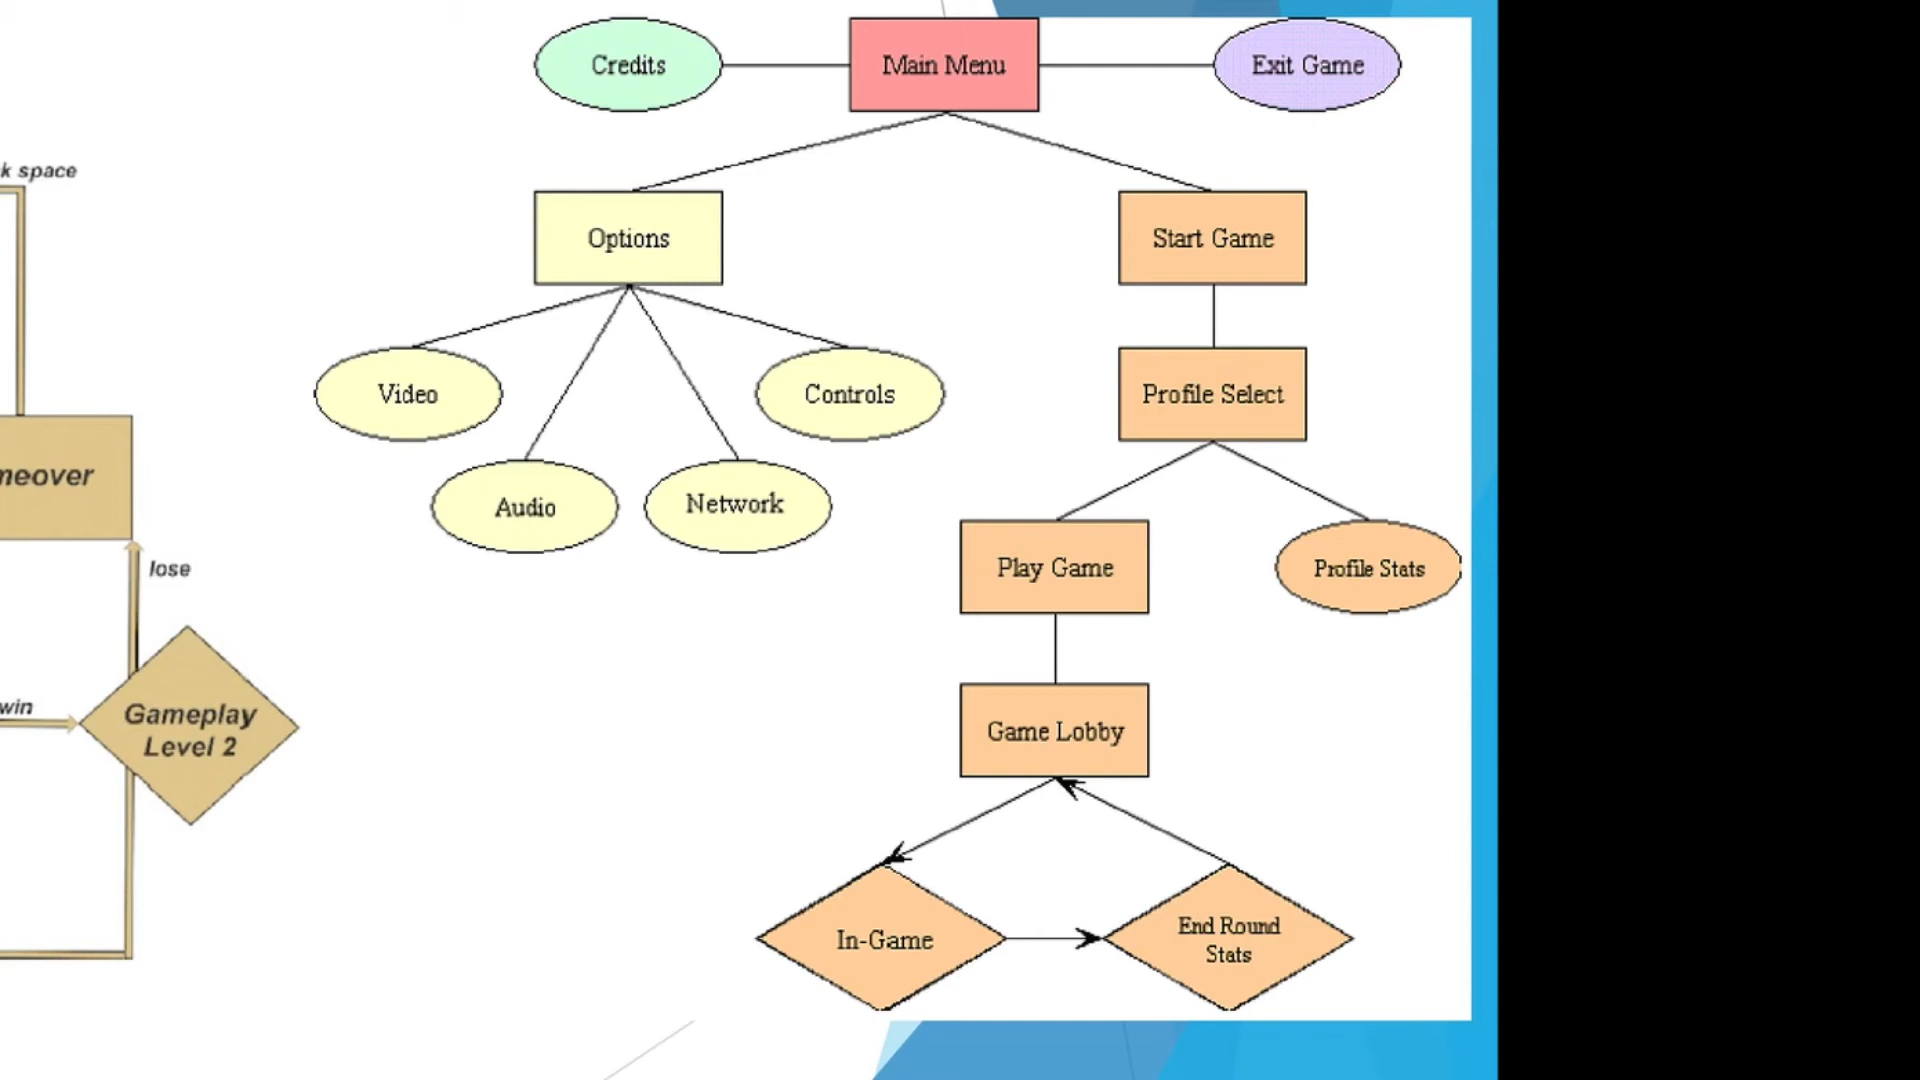 Credits
Main Menu
Exit Game
k space
Options
Start Game
Video
Controls
Profile Select
meover
Audio
Network
lose
Play Game
Profile Stats
win
Gameplay
Level 2
Game Lobby
In-Game
End Round
Stats